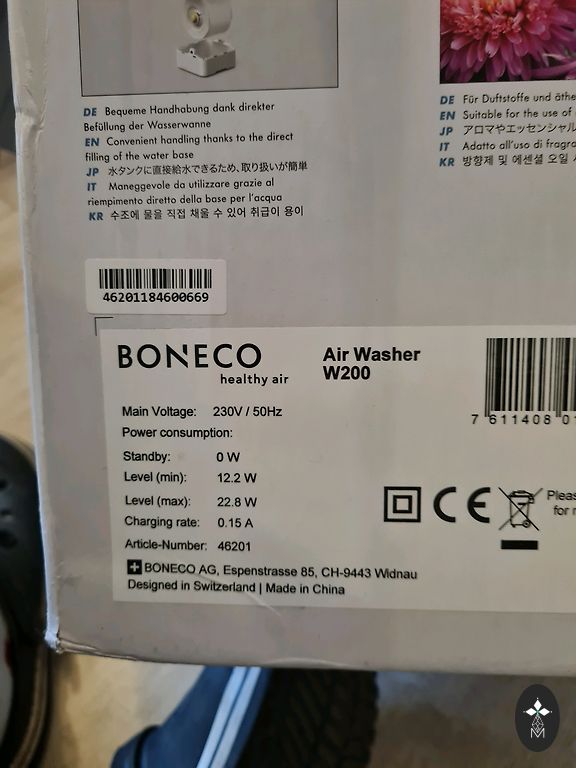 DE Bequeme Handhabung dank direkter
Befüllung der Wasserwanne
EN Convenient handling thanks to the direct
filling of the water base
JP 水タンクに直接給水できるため、取り扱いが簡単
IT Maneggevole da utilizzare grazie al
riempimento diretto della base per l'acqua
KR 수조에 물을 직접 채울 수 있어 취급이 용이
DE Für Duftstoffe und äthe
EN Suitable for the use of
JP アロマやエッセンシャル
IT Adatto all'uso di fragra
KR 방향제 및 에센셜 오일
46201184600669
BONECO
healthy air
Air Washer
W200
Main Voltage: 230V / 50Hz
Power consumption:
Standby: 0 W
Level (min): 12.2 W
Level (max): 22.8 W
Charging rate: 0.15 A
Article-Number: 46201
BONECO AG, Espenstrasse 85, CH-9443 Widnau
Designed in Switzerland | Made in China
7 611408 01
CE
Pleas
for r
M